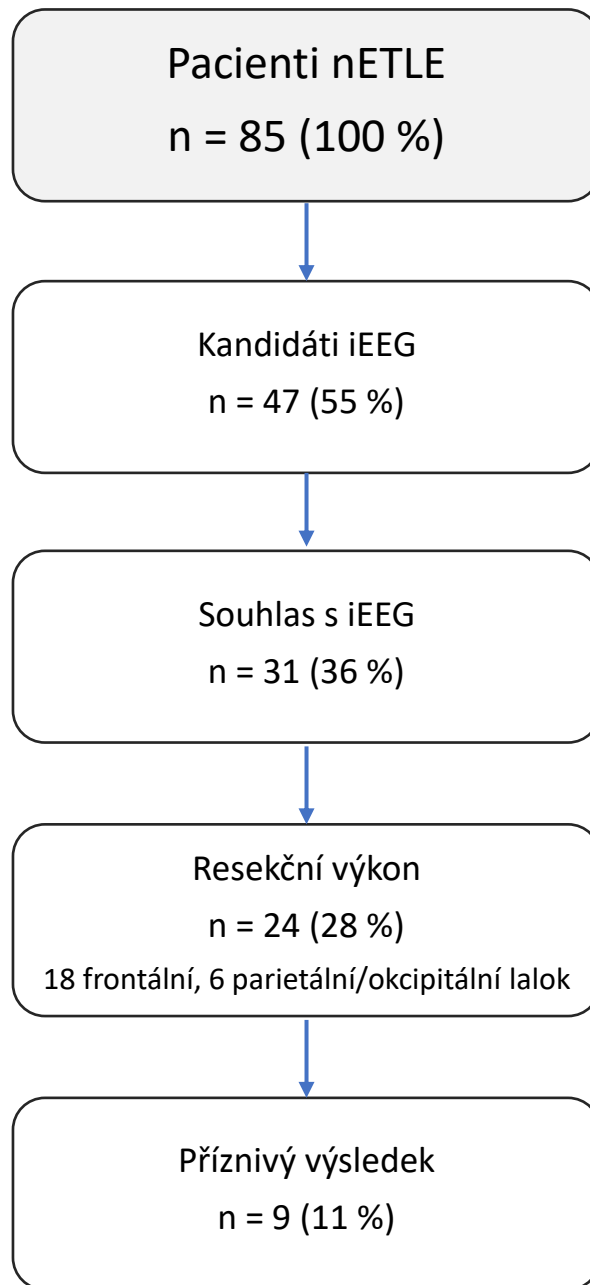 Pacienti nETLE
n = 85 (100 %)
Kandidáti iEEG
n = 47 (55 %)
Souhlas s iEEG
n = 31 (36 %)
Resekční výkon
n = 24 (28 %)
18 frontální, 6 parietální/okcipitální lalok
Příznivý výsledek
n = 9 (11 %)